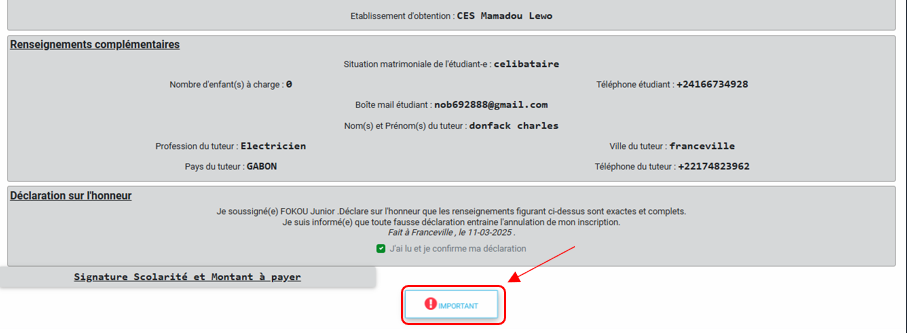 Etablissement d'obtention : CES Mamadou Lewo
Renseignements complémentaires
Situation matrimoniale de l'étudiant-e : celibataire
Nombre d'enfant(s) à charge : 0
Téléphone étudiant : +24166734928
Boîte mail étudiant : nob692888@gmail.com
Nom(s) et Prénom(s) du tuteur : donfack charles
Profession du tuteur : Electricien
Ville du tuteur : franceville
Pays du tuteur : GABON
Téléphone du tuteur : +22174823962
Déclaration sur l'honneur
Je soussigné(e) FOKOU Junior .Déclare sur l'honneur que les renseignements figurant ci-dessus sont exactes et complets.
Je suis informé(e) que toute fausse déclaration entraine l'annulation de mon inscription.
Fait à Franceville , le 11-03-2025 .
J'ai lu et je confirme ma déclaration
Signature Scolarité et Montant à payer
IMPORTANT